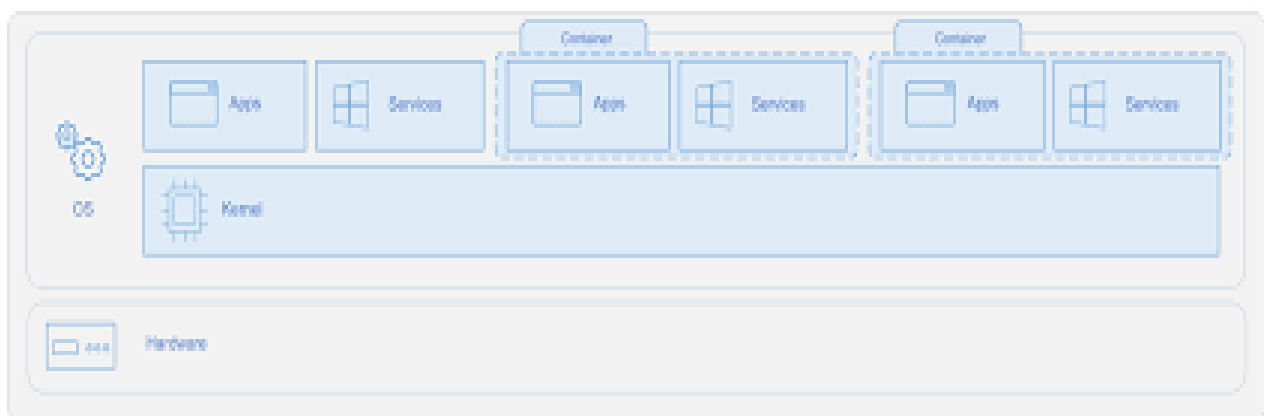 Container
Container
Apps
Services
Apps
Services
Apps
Services
OS
Kernel
Hardware